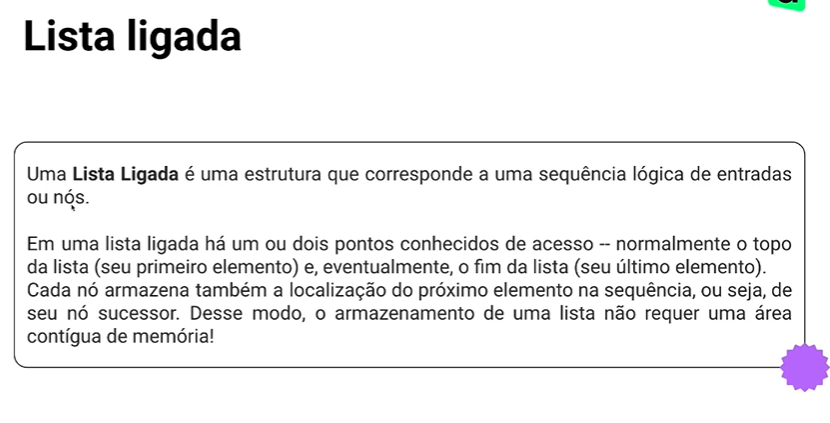 Lista ligada
Uma Lista Ligada é uma estrutura que corresponde a uma sequência lógica de entradas
ou nós.
Em uma lista ligada há um ou dois pontos conhecidos de acesso -- normalmente o topo
da lista (seu primeiro elemento) e, eventualmente, o fim da lista (seu último elemento).
Cada nó armazena também a localização do próximo elemento na sequência, ou seja, de
seu nó sucessor. Desse modo, o armazenamento de uma lista não requer uma área
contígua de memória!